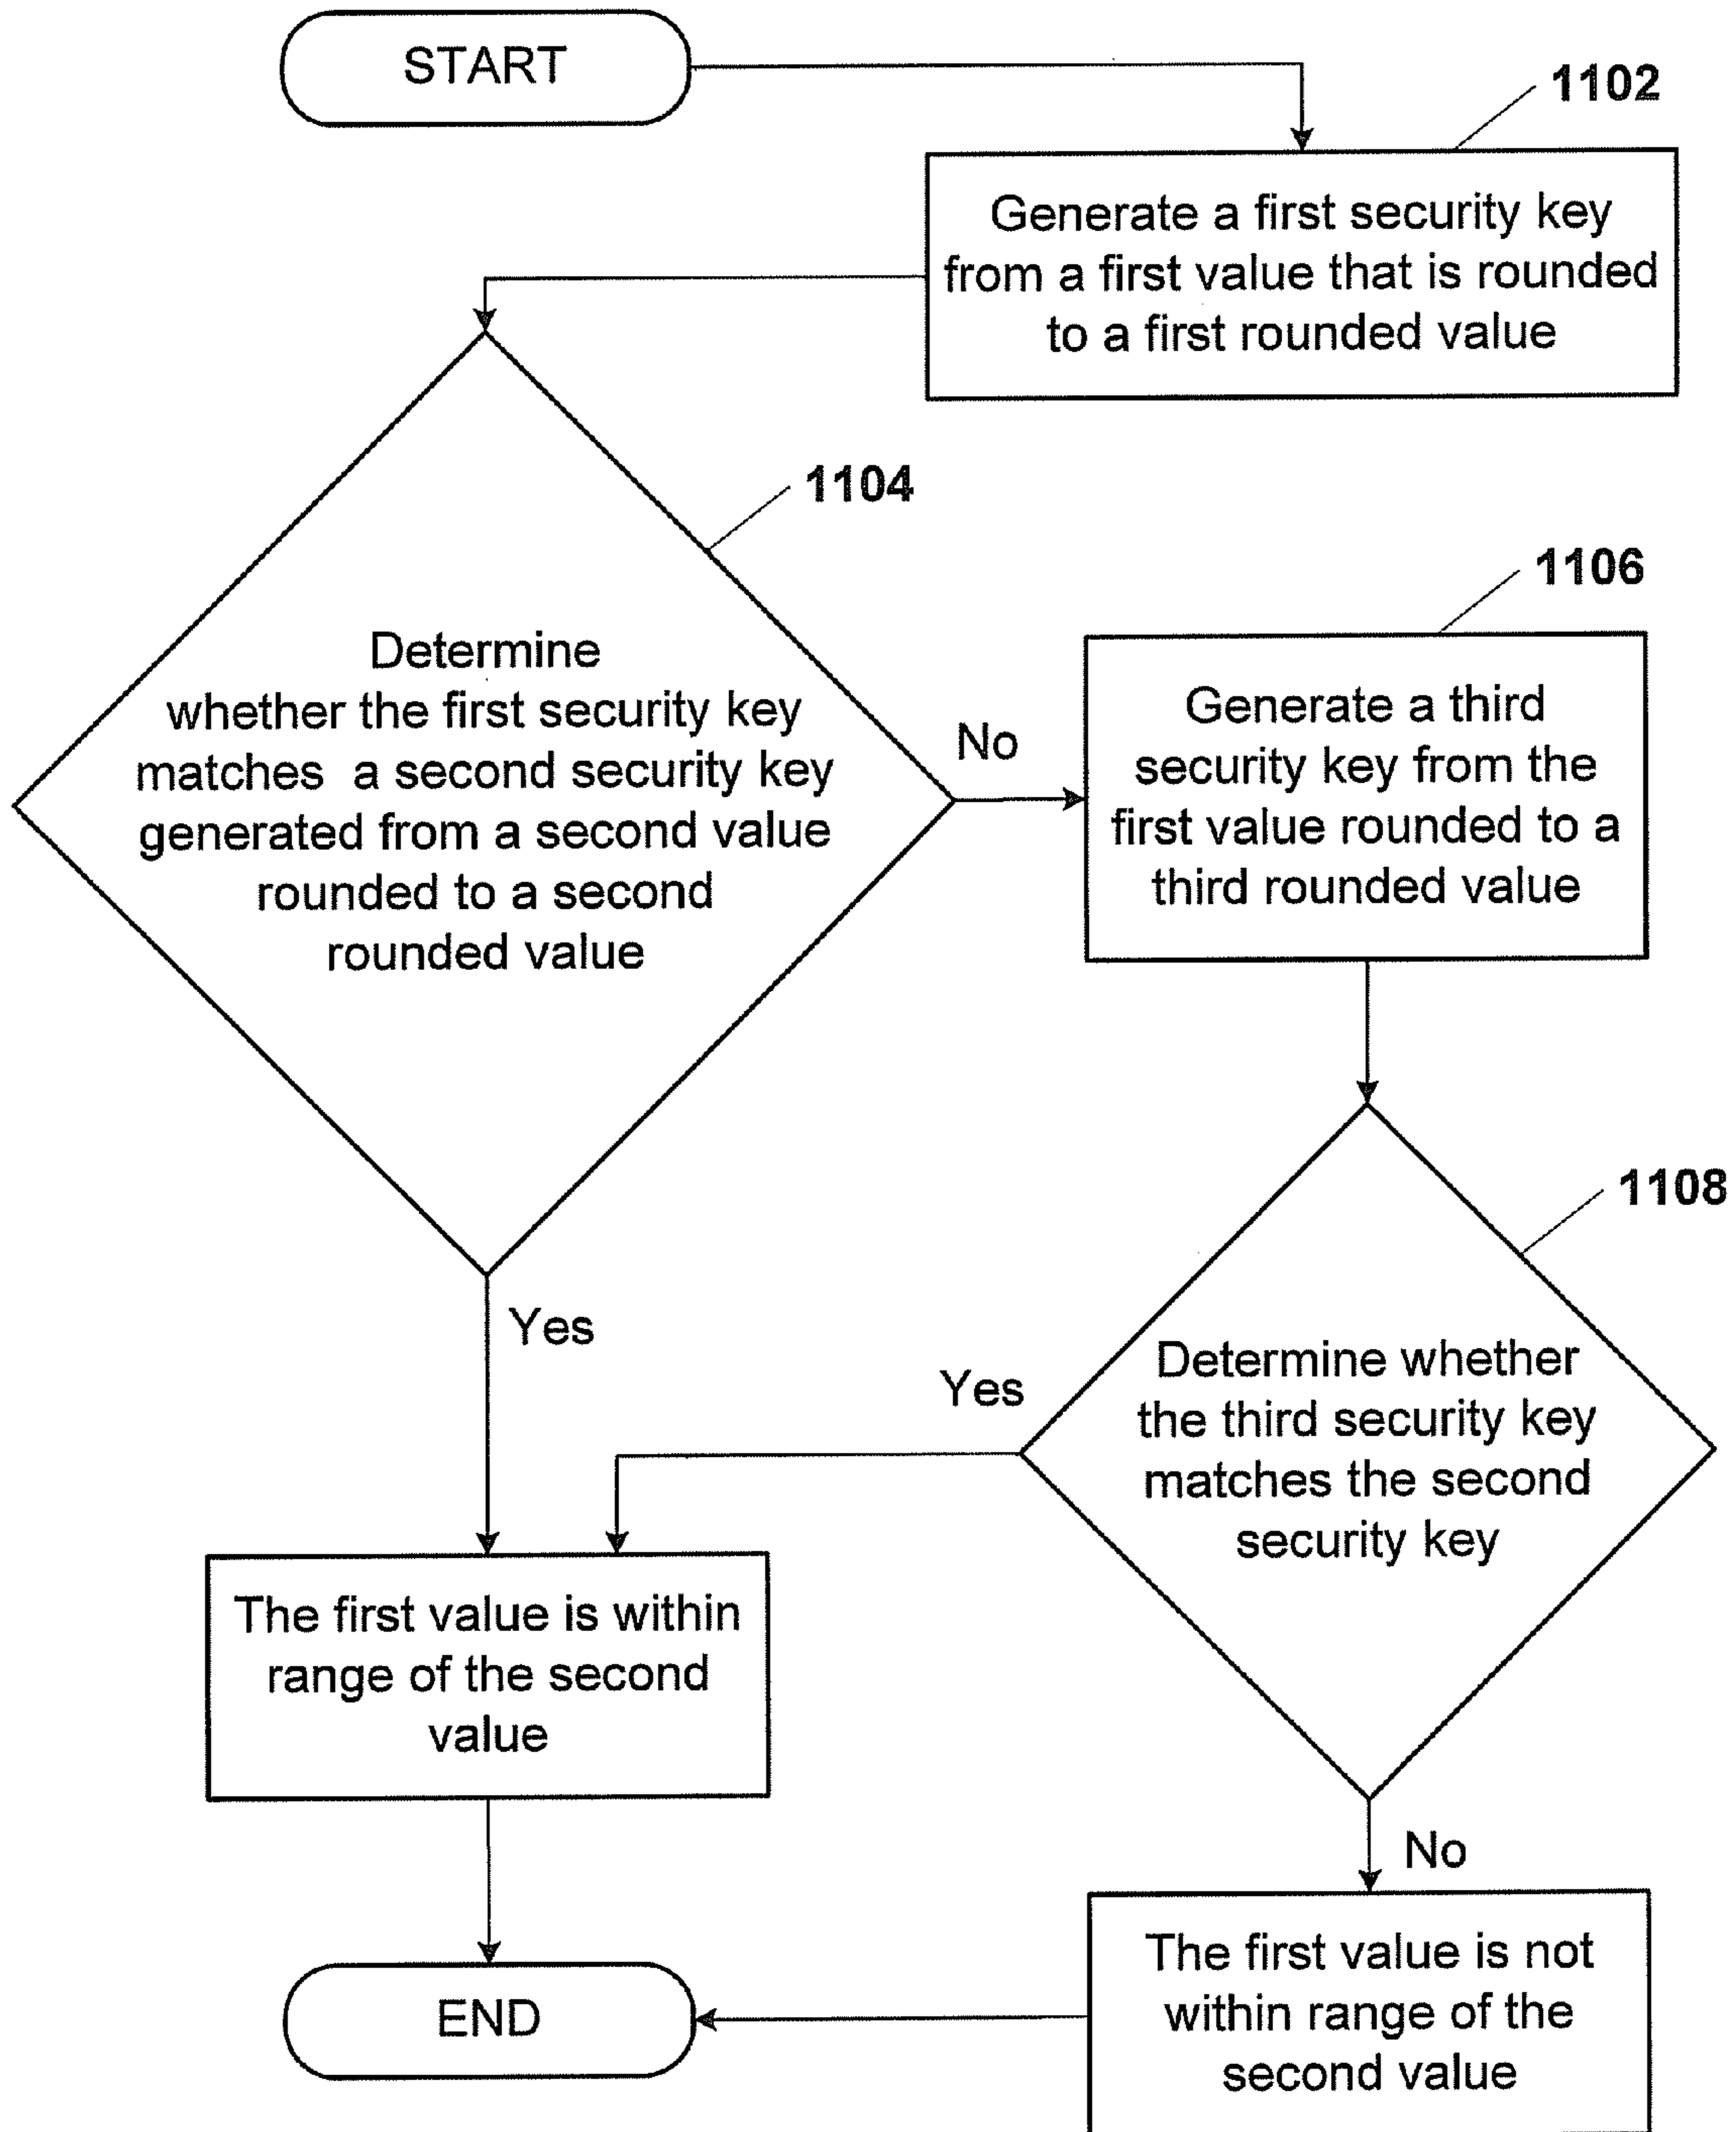 START
1102
Generate a first security key
from a first value that is rounded
to a first rounded value
1104
Determine
whether the first security key
matches a second security key
generated from a second value
rounded to a second
rounded value
No
1106
Generate a third
security key from the
first value rounded to a
third rounded value
Yes
1108
Determine whether
the third security key
matches the second
security key
Yes
The first value is within
range of the second
value
No
The first value is not
within range of the
second value
END